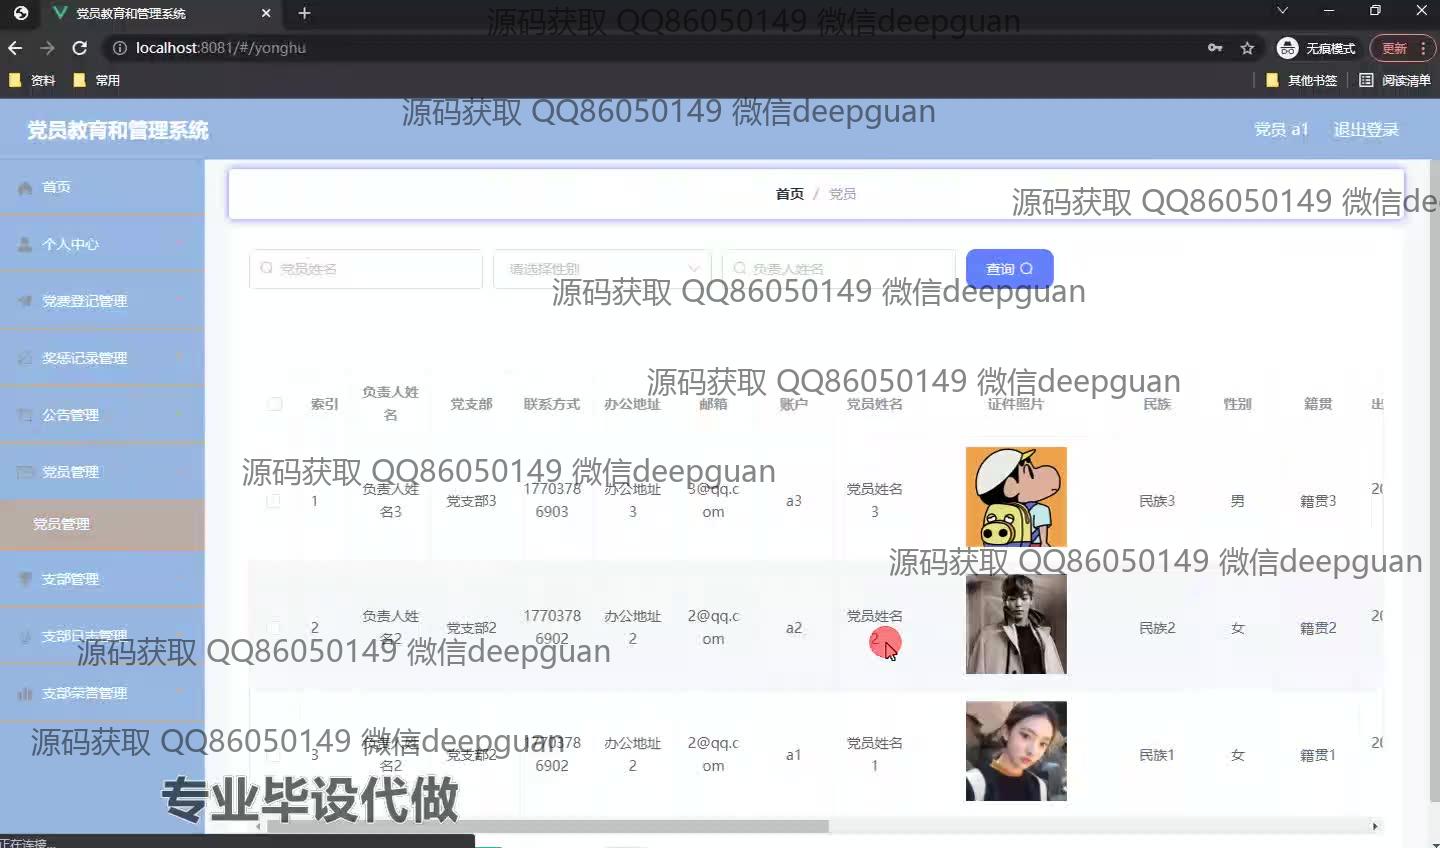 党员教育和管理系统
源码获取 QQ86050149 微信deepguan
localhost:8081/#/yonghu
无痕模式
更新
资料
常用
其他书签
阅读清单
源码获取 QQ86050149 微信deepguan
党员教育和管理系统
党员 a1
退出登录
首页
首页 / 党员
源码获取 QQ86050149 微信de
个人中心
党员姓名
请选择性别
负责人姓名
查询
源码获取 QQ86050149 微信deepguan
党费登记管理
奖惩记录管理
源码获取 QQ86050149 微信deepguan
索引 负责人姓名 党支部 联系方式 办公地址 邮箱 账户 党员姓名 证件照片 民族 性别 籍贯 出
公告管理
党员管理
源码获取 QQ86050149 微信deepguan
1 负责人姓名3 党支部3 17703786903 办公地址3 3@qq.com a3 党员姓名3 民族3 男 籍贯3 20
党员管理
源码获取 QQ86050149 微信deepguan
支部管理
2 负责人姓名2 党支部2 17703786902 办公地址2 2@qq.com a2 党员姓名2 民族2 女 籍贯2 20
支部日志管理
源码获取 QQ86050149 微信deepguan
支部荣誉管理
源码获取 QQ86050149 微信deepguan
3 负责人姓名2 党支部2 17703786902 办公地址2 2@qq.com a1 党员姓名1 民族1 女 籍贯1 20
专业毕设代做
正在连接...